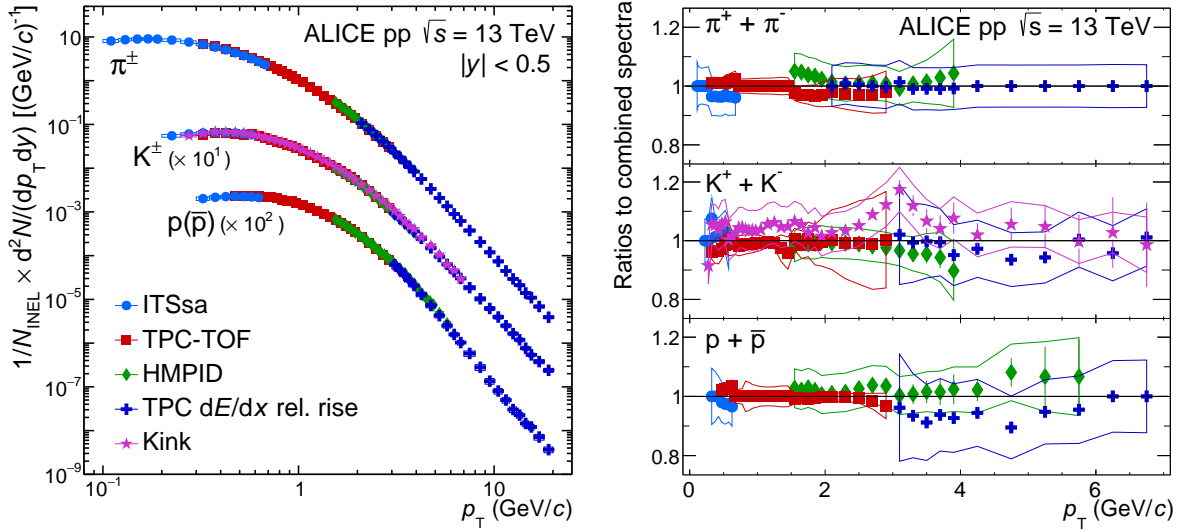 1/N_INEL × d²N/(dp_T dy) [(GeV/c)⁻¹]
10
10⁻¹
10⁻³
10⁻⁵
10⁻⁷
10⁻⁹
ALICE pp √s = 13 TeV
|y| < 0.5
π±
K± (× 10¹)
p(p̅) (× 10²)
ITSsa
TPC-TOF
HMPID
TPC dE/dx rel. rise
Kink
10⁻¹ 1 10
p_T (GeV/c)
Ratios to combined spectra
π⁺ + π⁻ ALICE pp √s = 13 TeV
1.2
1
0.8
K⁺ + K⁻
1.2
1
0.8
p + p̅
1.2
1
0.8
0 2 4 6
p_T (GeV/c)